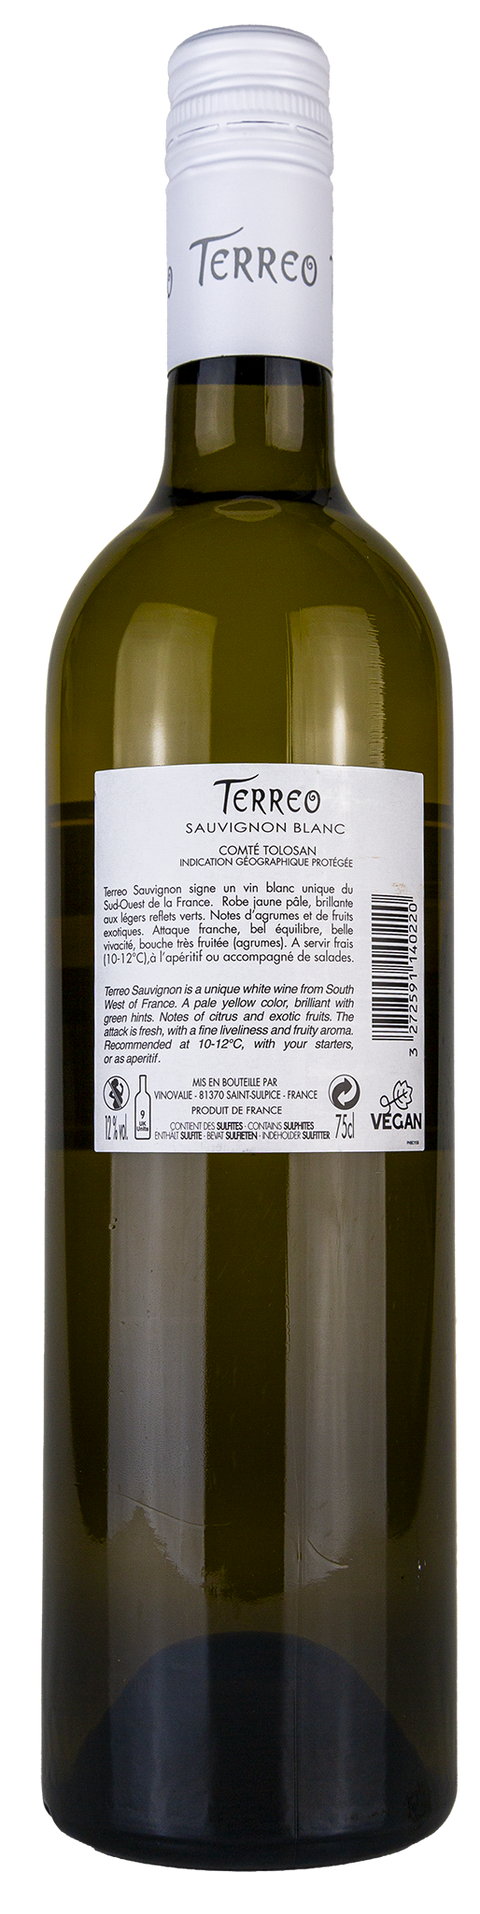 TERREO
TERREO
SAUVIGNON BLANC
COMTÉ TOLOSAN
INDICATION GÉOGRAPHIQUE PROTÉGÉE
Terreo Sauvignon signe un vin blanc unique du
Sud-Ouest de la France. Robe jaune pâle, brillante
aux légers reflets verts. Notes d'agrumes et de fruits
exotiques. Attaque franche, bel équilibre, belle
vivacité, bouche très fruitée (agrumes). A servir frais
(10-12°C),à l'apéritif ou accompagné de salades.
Terreo Sauvignon is a unique white wine from South
West of France. A pale yellow color, brilliant with
green hints. Notes of citrus and exotic fruits. The
attack is fresh, with a fine liveliness and fruity aroma.
Recommended at 10-12°C, with your starters,
or as aperitif.
3 272591 140220
MIS EN BOUTEILLE PAR
VINOVALIE - 81370 SAINT-SULPICE - FRANCE
PRODUIT DE FRANCE
CONTIENT DES SULFITES - CONTAINS SULPHITES
ENTHÄLT SULFITE - BEVAT SULFIETEN - INDEHOLDER SULFITTER
12 % vol.
9
UK
Units
75cl
VEGAN